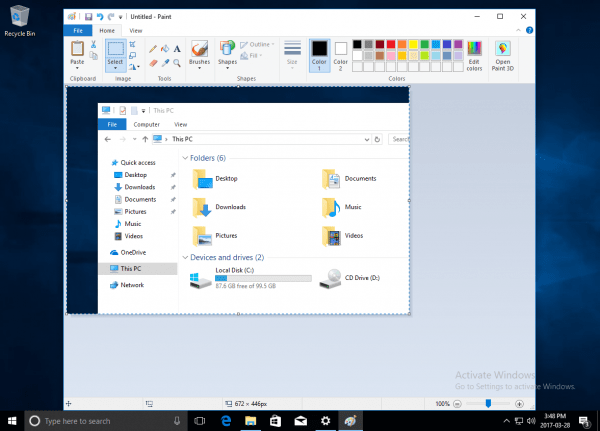 Recycle Bin
Untitled - Paint
File Home View
Paste
Select
Brushes
Shapes
Outline
Fill
Size
Color 1
Color 2
Edit colors
Open Paint 3D
Clipboard Image Tools Shapes Colors
This PC
File Computer View
This PC
Search
Quick access
Desktop
Downloads
Documents
Pictures
Music
Videos
OneDrive
This PC
Network
Folders (6)
Desktop Documents
Downloads Music
Pictures Videos
Devices and drives (2)
Local Disk (C:)
87.6 GB free of 99.5 GB
CD Drive (D:)
Activate Windows
Go to Settings to activate Windows.
672 × 446px
100%
Type here to search
3:48 PM
2017-03-28